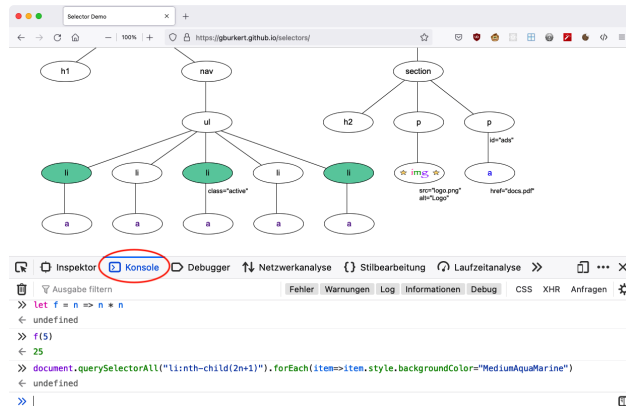 Selector Demo × +
100% https://gburkert.github.io/selectors/
h1 nav section
ul h2 p p
id="ads"
li li li li li ☆ img ☆ a
class="active" src="logo.png" href="docs.pdf"
alt="Logo"
a a a a a
Inspektor Konsole Debugger Netzwerkanalyse {} Stilbearbeitung Laufzeitanalyse
Ausgabe filtern Fehler Warnungen Log Informationen Debug CSS XHR Anfragen
>> let f = n => n * n
← undefined
>> f(5)
← 25
>> document.querySelectorAll("li:nth-child(2n+1)").forEach(item=>item.style.backgroundColor="MediumAquaMarine")
← undefined
>>